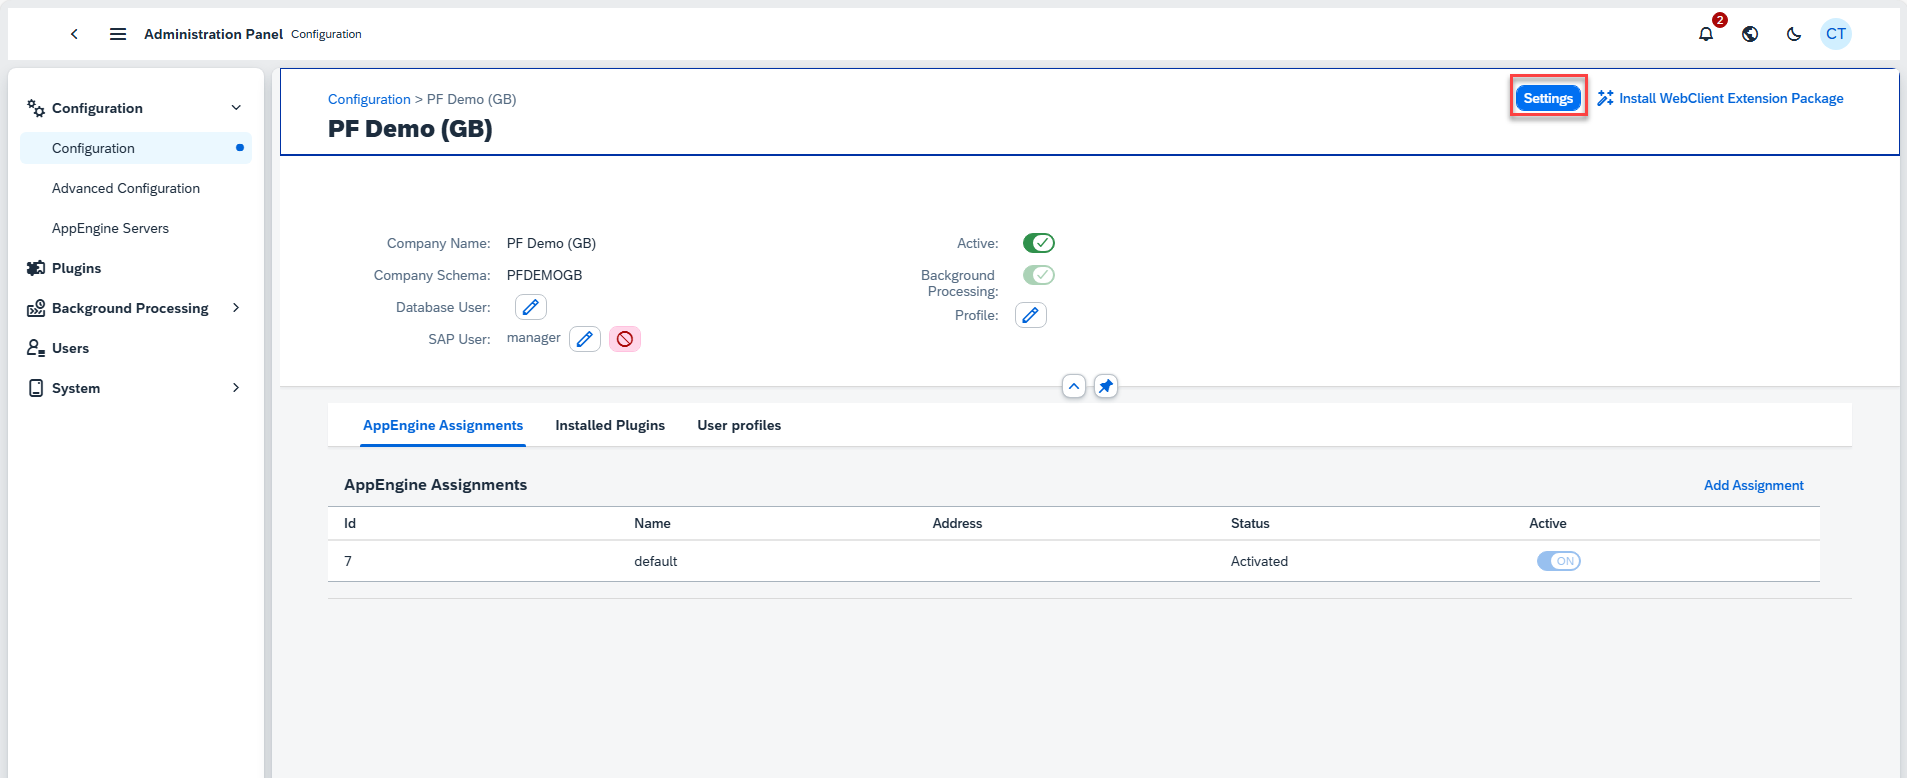 Administration Panel Configuration
2
CT
Configuration
Configuration
Advanced Configuration
AppEngine Servers
Plugins
Background Processing
Users
System
Configuration > PF Demo (GB)
Settings
Install WebClient Extension Package
PF Demo (GB)
Company Name: PF Demo (GB)
Company Schema: PFDEMOGB
Database User:
SAP User: manager
Active:
Background
Processing:
Profile:
AppEngine Assignments Installed Plugins User profiles
AppEngine Assignments Add Assignment
Id Name Address Status Active
7 default Activated ON